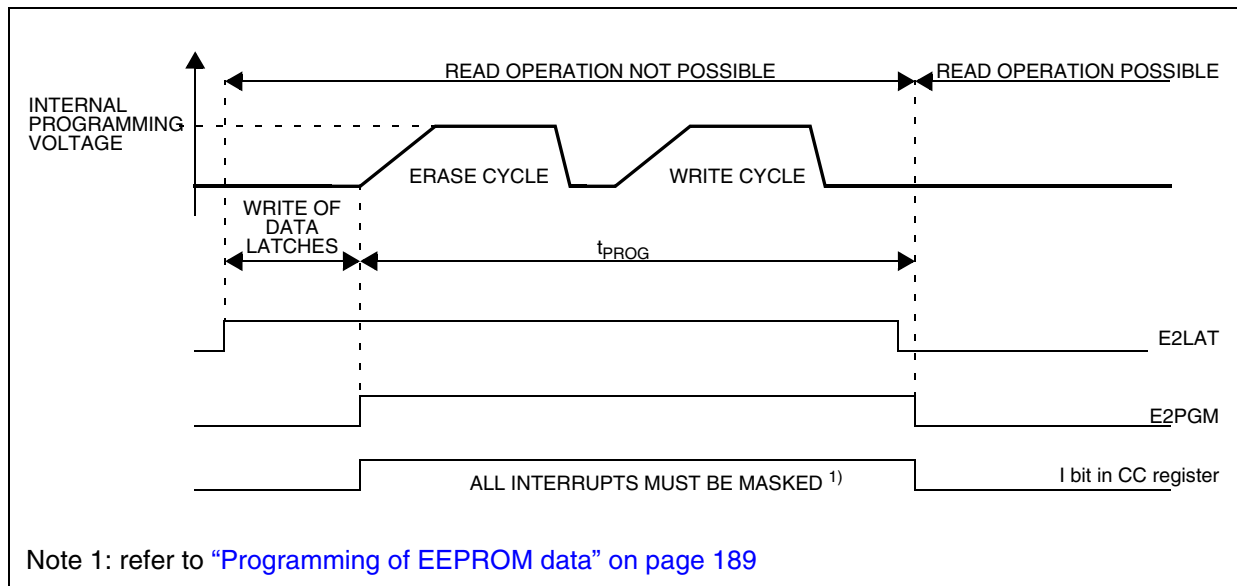 READ OPERATION NOT POSSIBLE
READ OPERATION POSSIBLE
INTERNAL
PROGRAMMING
VOLTAGE
ERASE CYCLE
WRITE CYCLE
WRITE OF
DATA
LATCHES
tPROG
E2LAT
E2PGM
ALL INTERRUPTS MUST BE MASKED 1)
I bit in CC register
Note 1: refer to “Programming of EEPROM data” on page 189